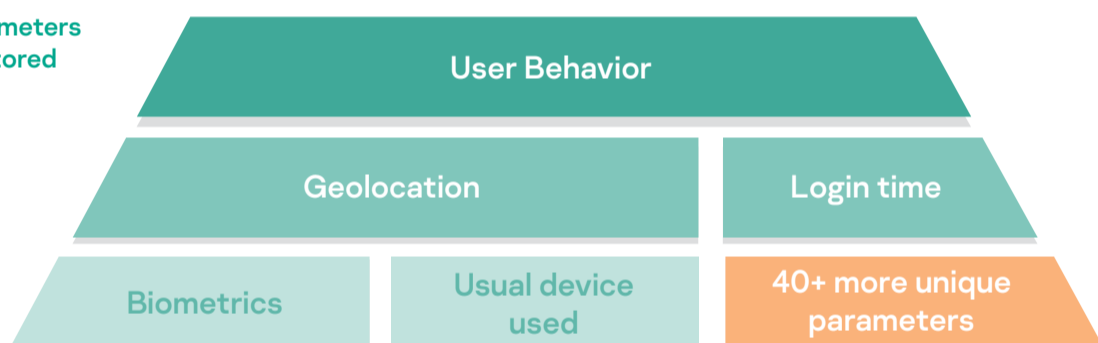 User Behavior
Geolocation
Login time
Biometrics
Usual device
used
40+ more unique
parameters